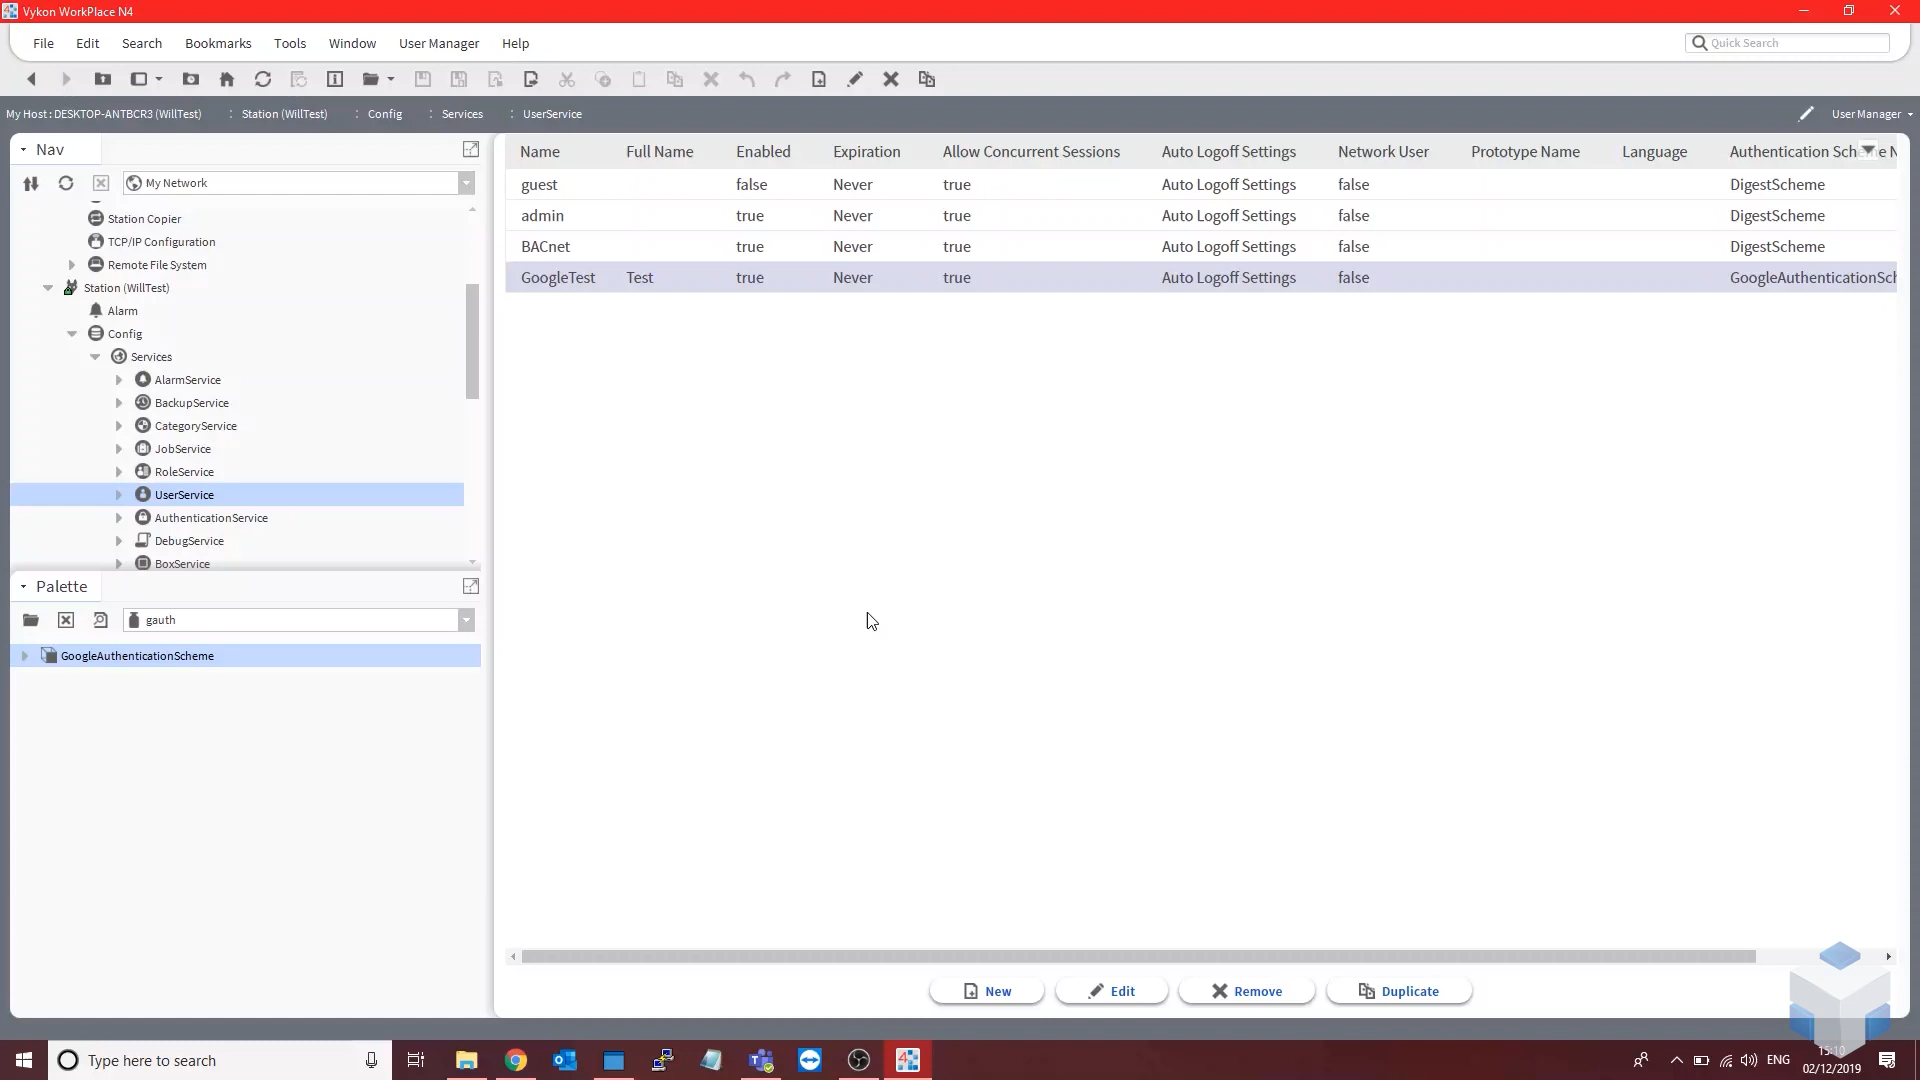 Vykon WorkPlace N4
File Edit Search Bookmarks Tools Window User Manager Help
Quick Search
My Host : DESKTOP-ANTBCR3 (WillTest) : Station (WillTest) : Config : Services : UserService
User Manager
Nav
My Network
Station Copier
TCP/IP Configuration
Remote File System
Station (WillTest)
Alarm
Config
Services
AlarmService
BackupService
CategoryService
JobService
RoleService
UserService
AuthenticationService
DebugService
BoxService
Palette
gauth
GoogleAuthenticationScheme
Name Full Name Enabled Expiration Allow Concurrent Sessions Auto Logoff Settings Network User Prototype Name Language Authentication Scheme N
guest false Never true Auto Logoff Settings false DigestScheme
admin true Never true Auto Logoff Settings false DigestScheme
BACnet true Never true Auto Logoff Settings false DigestScheme
GoogleTest Test true Never true Auto Logoff Settings false GoogleAuthenticationSch
New Edit Remove Duplicate
Type here to search
ENG
15:10
02/12/2019